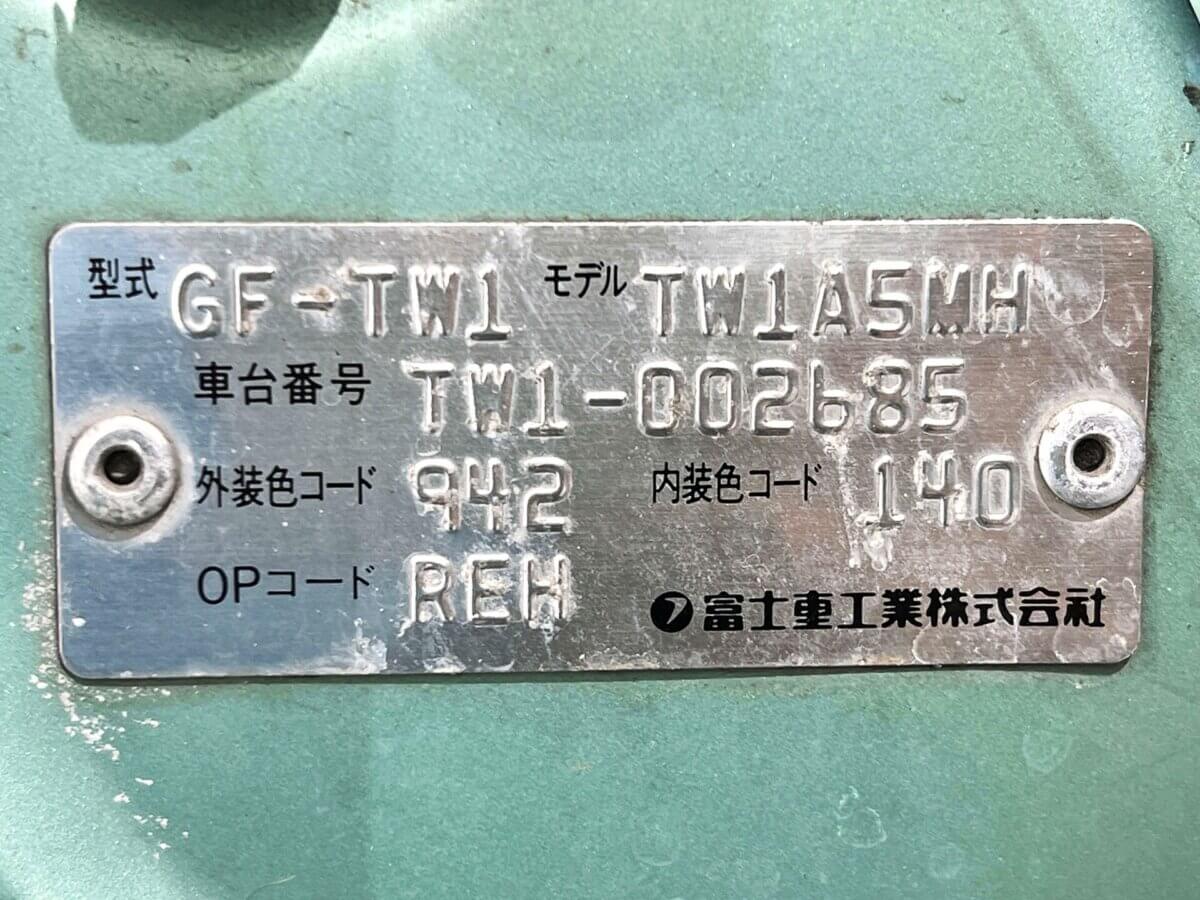 型式 GF-TW1 モデル TW1A5MH
車台番号 TW1-002685
外装色コード 942 内装色コード 140
OPコード REH
富士重工業株式会社